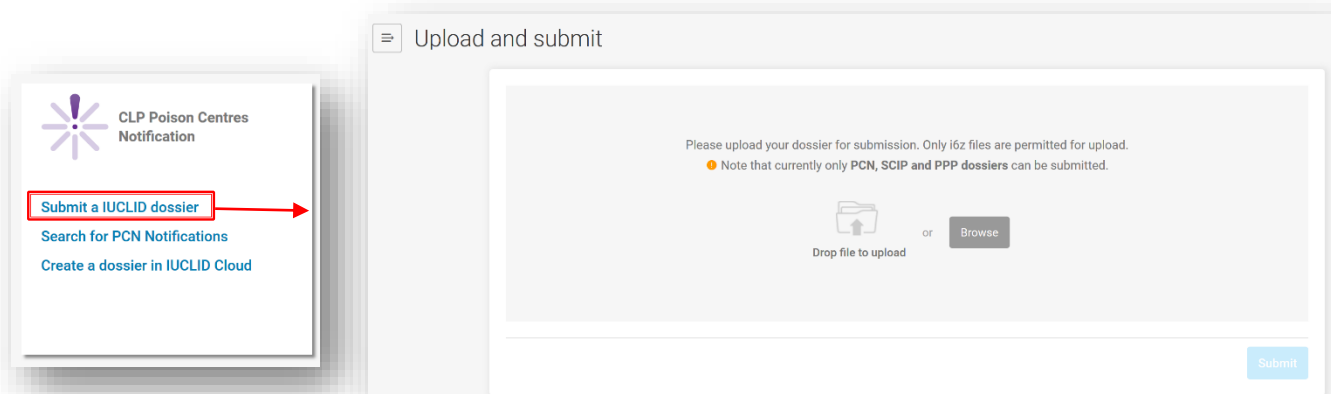 CLP Poison Centres
Notification
Submit a IUCLID dossier
Search for PCN Notifications
Create a dossier in IUCLID Cloud
Upload and submit
Please upload your dossier for submission. Only i6z files are permitted for upload.
Note that currently only PCN, SCIP and PPP dossiers can be submitted.
Drop file to upload
or
Browse
Submit